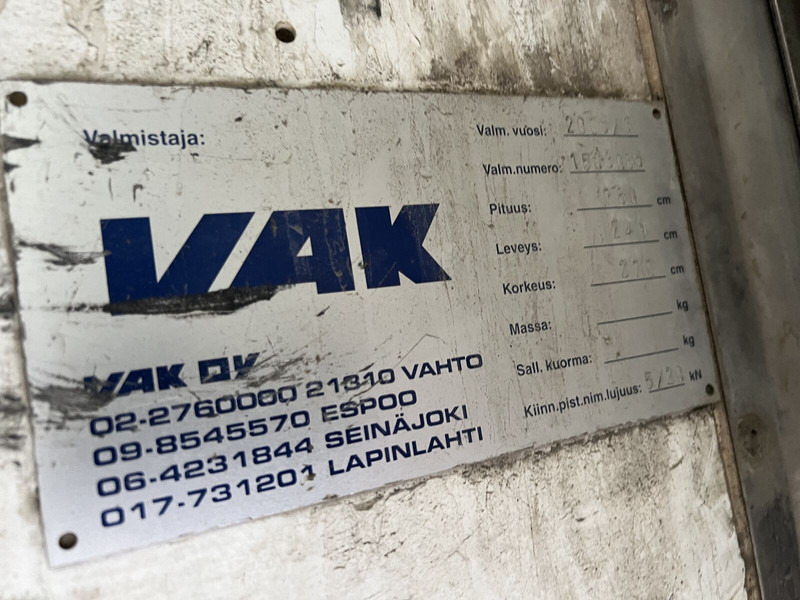 Valmistaja:
VAK
VAK OY
02-2760000 21310 VAHTO
09-8545570 ESPOO
06-4231844 SEINÄJOKI
017-731201 LAPINLAHTI
Valm. vuosi:
Valm.numero:
Pituus: cm
Leveys: cm
Korkeus: cm
Massa: kg
Sall. kuorma: kg
Kiinn.pist.nim.lujuus: kN